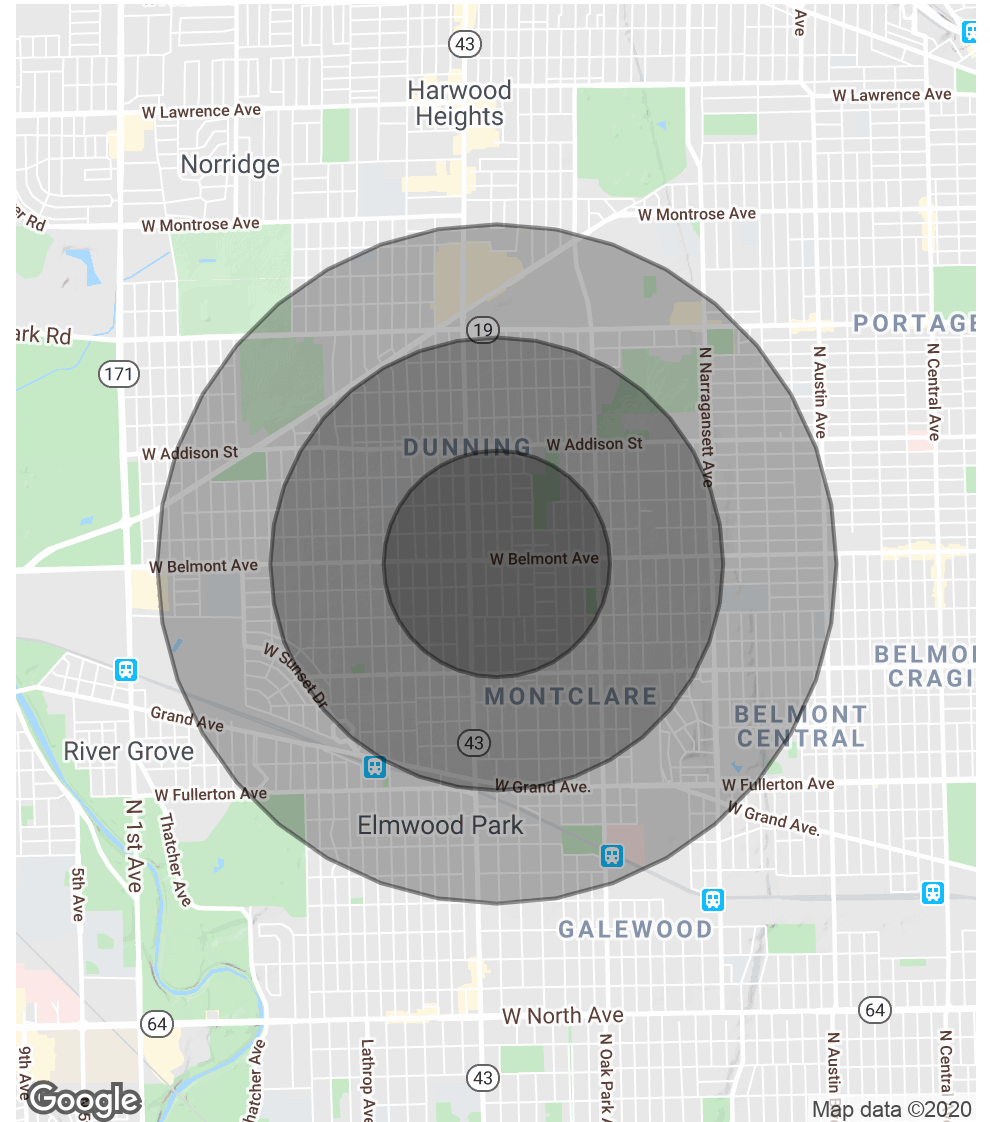 43
Ave
Harwood
Heights
W Lawrence Ave
W Lawrence Ave
Norridge
er Rd
W Montrose Ave
W Montrose Ave
ark Rd
19
PORTAGE
171
N Narragansett Ave
N Austin Ave
N Central Ave
DUNNING
W Addison St
W Addison St
W Belmont Ave
W Belmont Ave
W Sunset Dr
BELMO
CRAGI
MONTCLARE
Grand Ave
BELMONT
CENTRAL
River Grove
43
W Fullerton Ave
W Grand Ave.
W Fullerton Ave
N 1st Ave
Thatcher Ave
Elmwood Park
W Grand Ave.
5th Ave
GALEWOOD
64
W North Ave
64
9th Ave
hatcher Ave
Lathrop Ave
43
N Oak Park A
N Austin B
N Central
Google
Map data ©2020